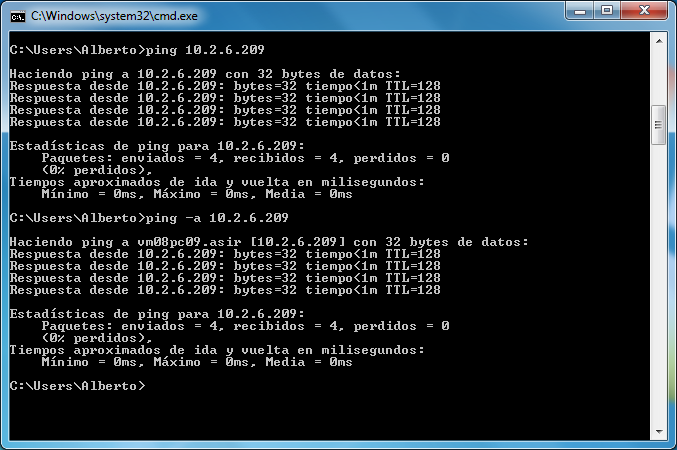 C:\Windows\system32\cmd.exe
C:\Users\Alberto>ping 10.2.6.209
Haciendo ping a 10.2.6.209 con 32 bytes de datos:
Respuesta desde 10.2.6.209: bytes=32 tiempo<1m TTL=128
Respuesta desde 10.2.6.209: bytes=32 tiempo<1m TTL=128
Respuesta desde 10.2.6.209: bytes=32 tiempo<1m TTL=128
Respuesta desde 10.2.6.209: bytes=32 tiempo<1m TTL=128
Estadísticas de ping para 10.2.6.209:
Paquetes: enviados = 4, recibidos = 4, perdidos = 0
(0% perdidos),
Tiempos aproximados de ida y vuelta en milisegundos:
Mínimo = 0ms, Máximo = 0ms, Media = 0ms
C:\Users\Alberto>ping -a 10.2.6.209
Haciendo ping a vm08pc09.asir [10.2.6.209] con 32 bytes de datos:
Respuesta desde 10.2.6.209: bytes=32 tiempo<1m TTL=128
Respuesta desde 10.2.6.209: bytes=32 tiempo<1m TTL=128
Respuesta desde 10.2.6.209: bytes=32 tiempo<1m TTL=128
Respuesta desde 10.2.6.209: bytes=32 tiempo<1m TTL=128
Estadísticas de ping para 10.2.6.209:
Paquetes: enviados = 4, recibidos = 4, perdidos = 0
(0% perdidos),
Tiempos aproximados de ida y vuelta en milisegundos:
Mínimo = 0ms, Máximo = 0ms, Media = 0ms
C:\Users\Alberto>